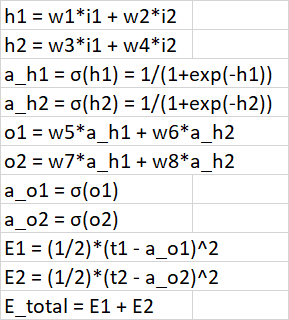 h1 = w1*i1 + w2*i2
h2 = w3*i1 + w4*i2
a_h1 = σ(h1) = 1/(1+exp(-h1))
a_h2 = σ(h2) = 1/(1+exp(-h2))
o1 = w5*a_h1 + w6*a_h2
o2 = w7*a_h1 + w8*a_h2
a_o1 = σ(o1)
a_o2 = σ(o2)
E1 = (1/2)*(t1 - a_o1)^2
E2 = (1/2)*(t2 - a_o2)^2
E_total = E1 + E2